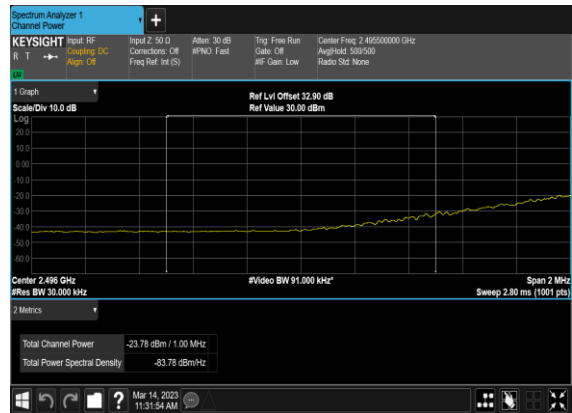 Spectrum Analyzer 1
Channel Power
+
KEYSIGHT Input: RF Input Z: 50 Ω Atten: 30 dB Trig: Free Run Center Freq: 2.495500000 GHz
R T Coupling: DC Corrections: Off #PNO: Fast Gate: Off Avg|Hold: 500/500
Align: Off Freq Ref: Int (S) #IF Gain: Low Radio Std: None
1 Graph
Ref Lvl Offset 32.90 dB
Scale/Div 10.0 dB Ref Value 30.00 dBm
Log
20.0
10.0
0.00
-10.0
-20.0
-30.0
-40.0
-50.0
-60.0
Center 2.496 GHz #Video BW 91.000 kHz* Span 2 MHz
#Res BW 30.000 kHz Sweep 2.80 ms (1001 pts)
2 Metrics
Total Channel Power -23.78 dBm / 1.00 MHz
Total Power Spectral Density -83.78 dBm/Hz
? Mar 14, 2023
11:31:54 AM